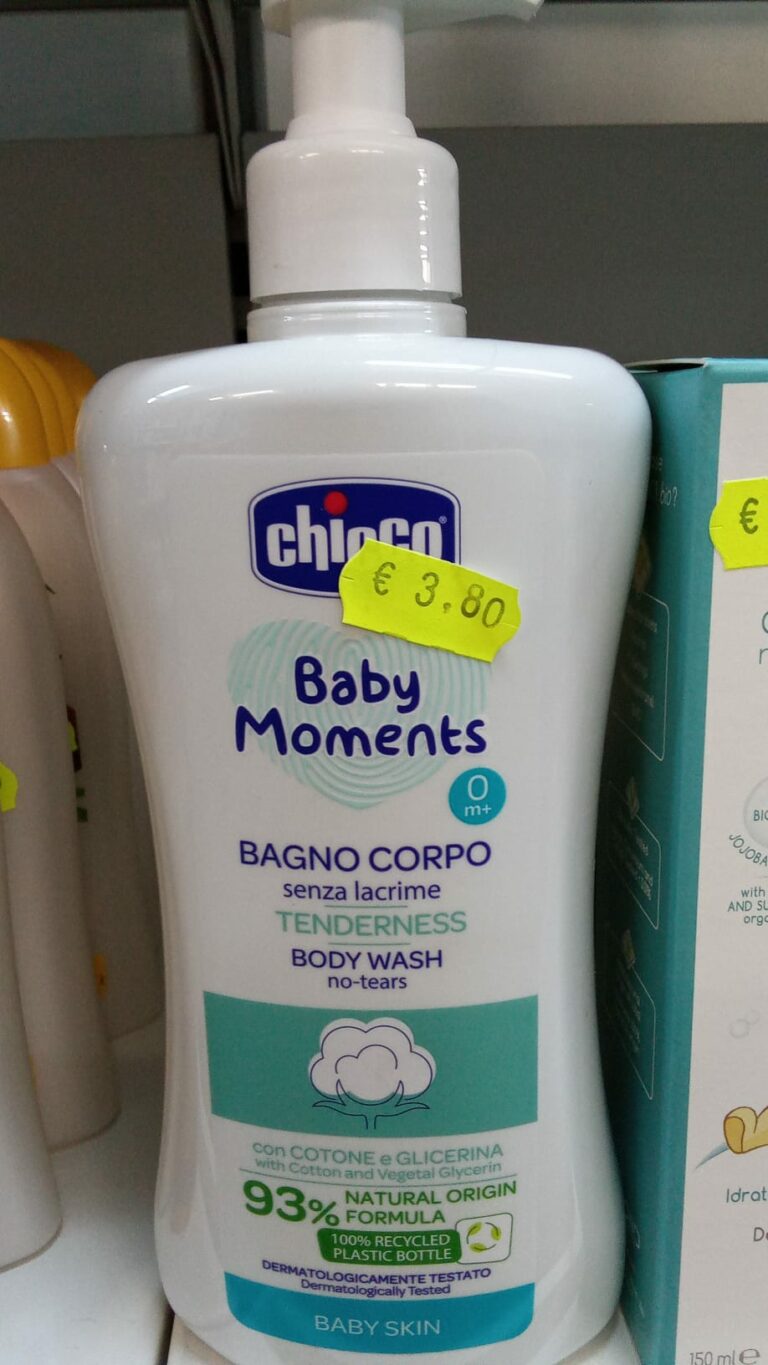 chicco
€ 3.80
Baby
Moments
0
m+
BAGNO CORPO
senza lacrime
TENDERNESS
BODY WASH
no-tears
con COTONE e GLICERINA
with Cotton and Vegetal Glycerin
93% NATURAL ORIGIN
FORMULA
100% RECYCLED
PLASTIC BOTTLE
DERMATOLOGICAMENTE TESTATO
Dermatologically Tested
BABY SKIN
bio?
€
JOJOBA
with
150 ml e